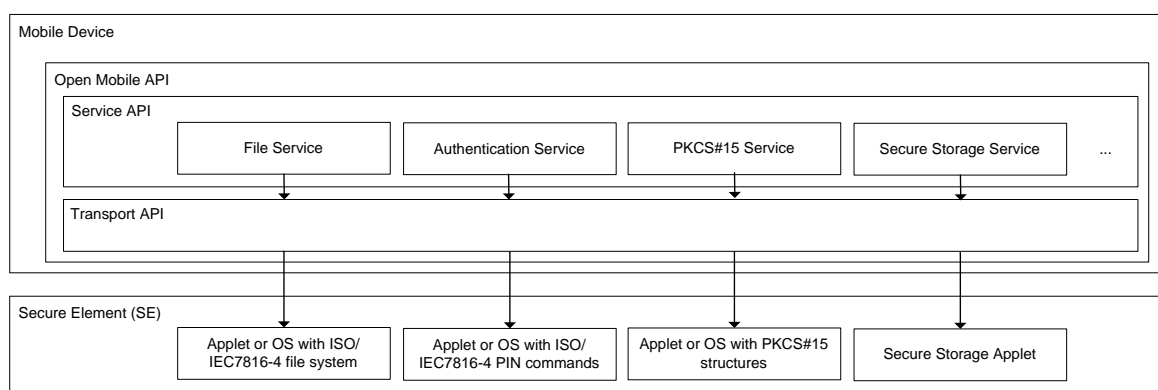 Mobile Device
Open Mobile API
Service API
File Service
Authentication Service
PKCS#15 Service
Secure Storage Service
...
Transport API
Secure Element (SE)
Applet or OS with ISO/
IEC7816-4 file system
Applet or OS with ISO/
IEC7816-4 PIN commands
Applet or OS with PKCS#15
structures
Secure Storage Applet